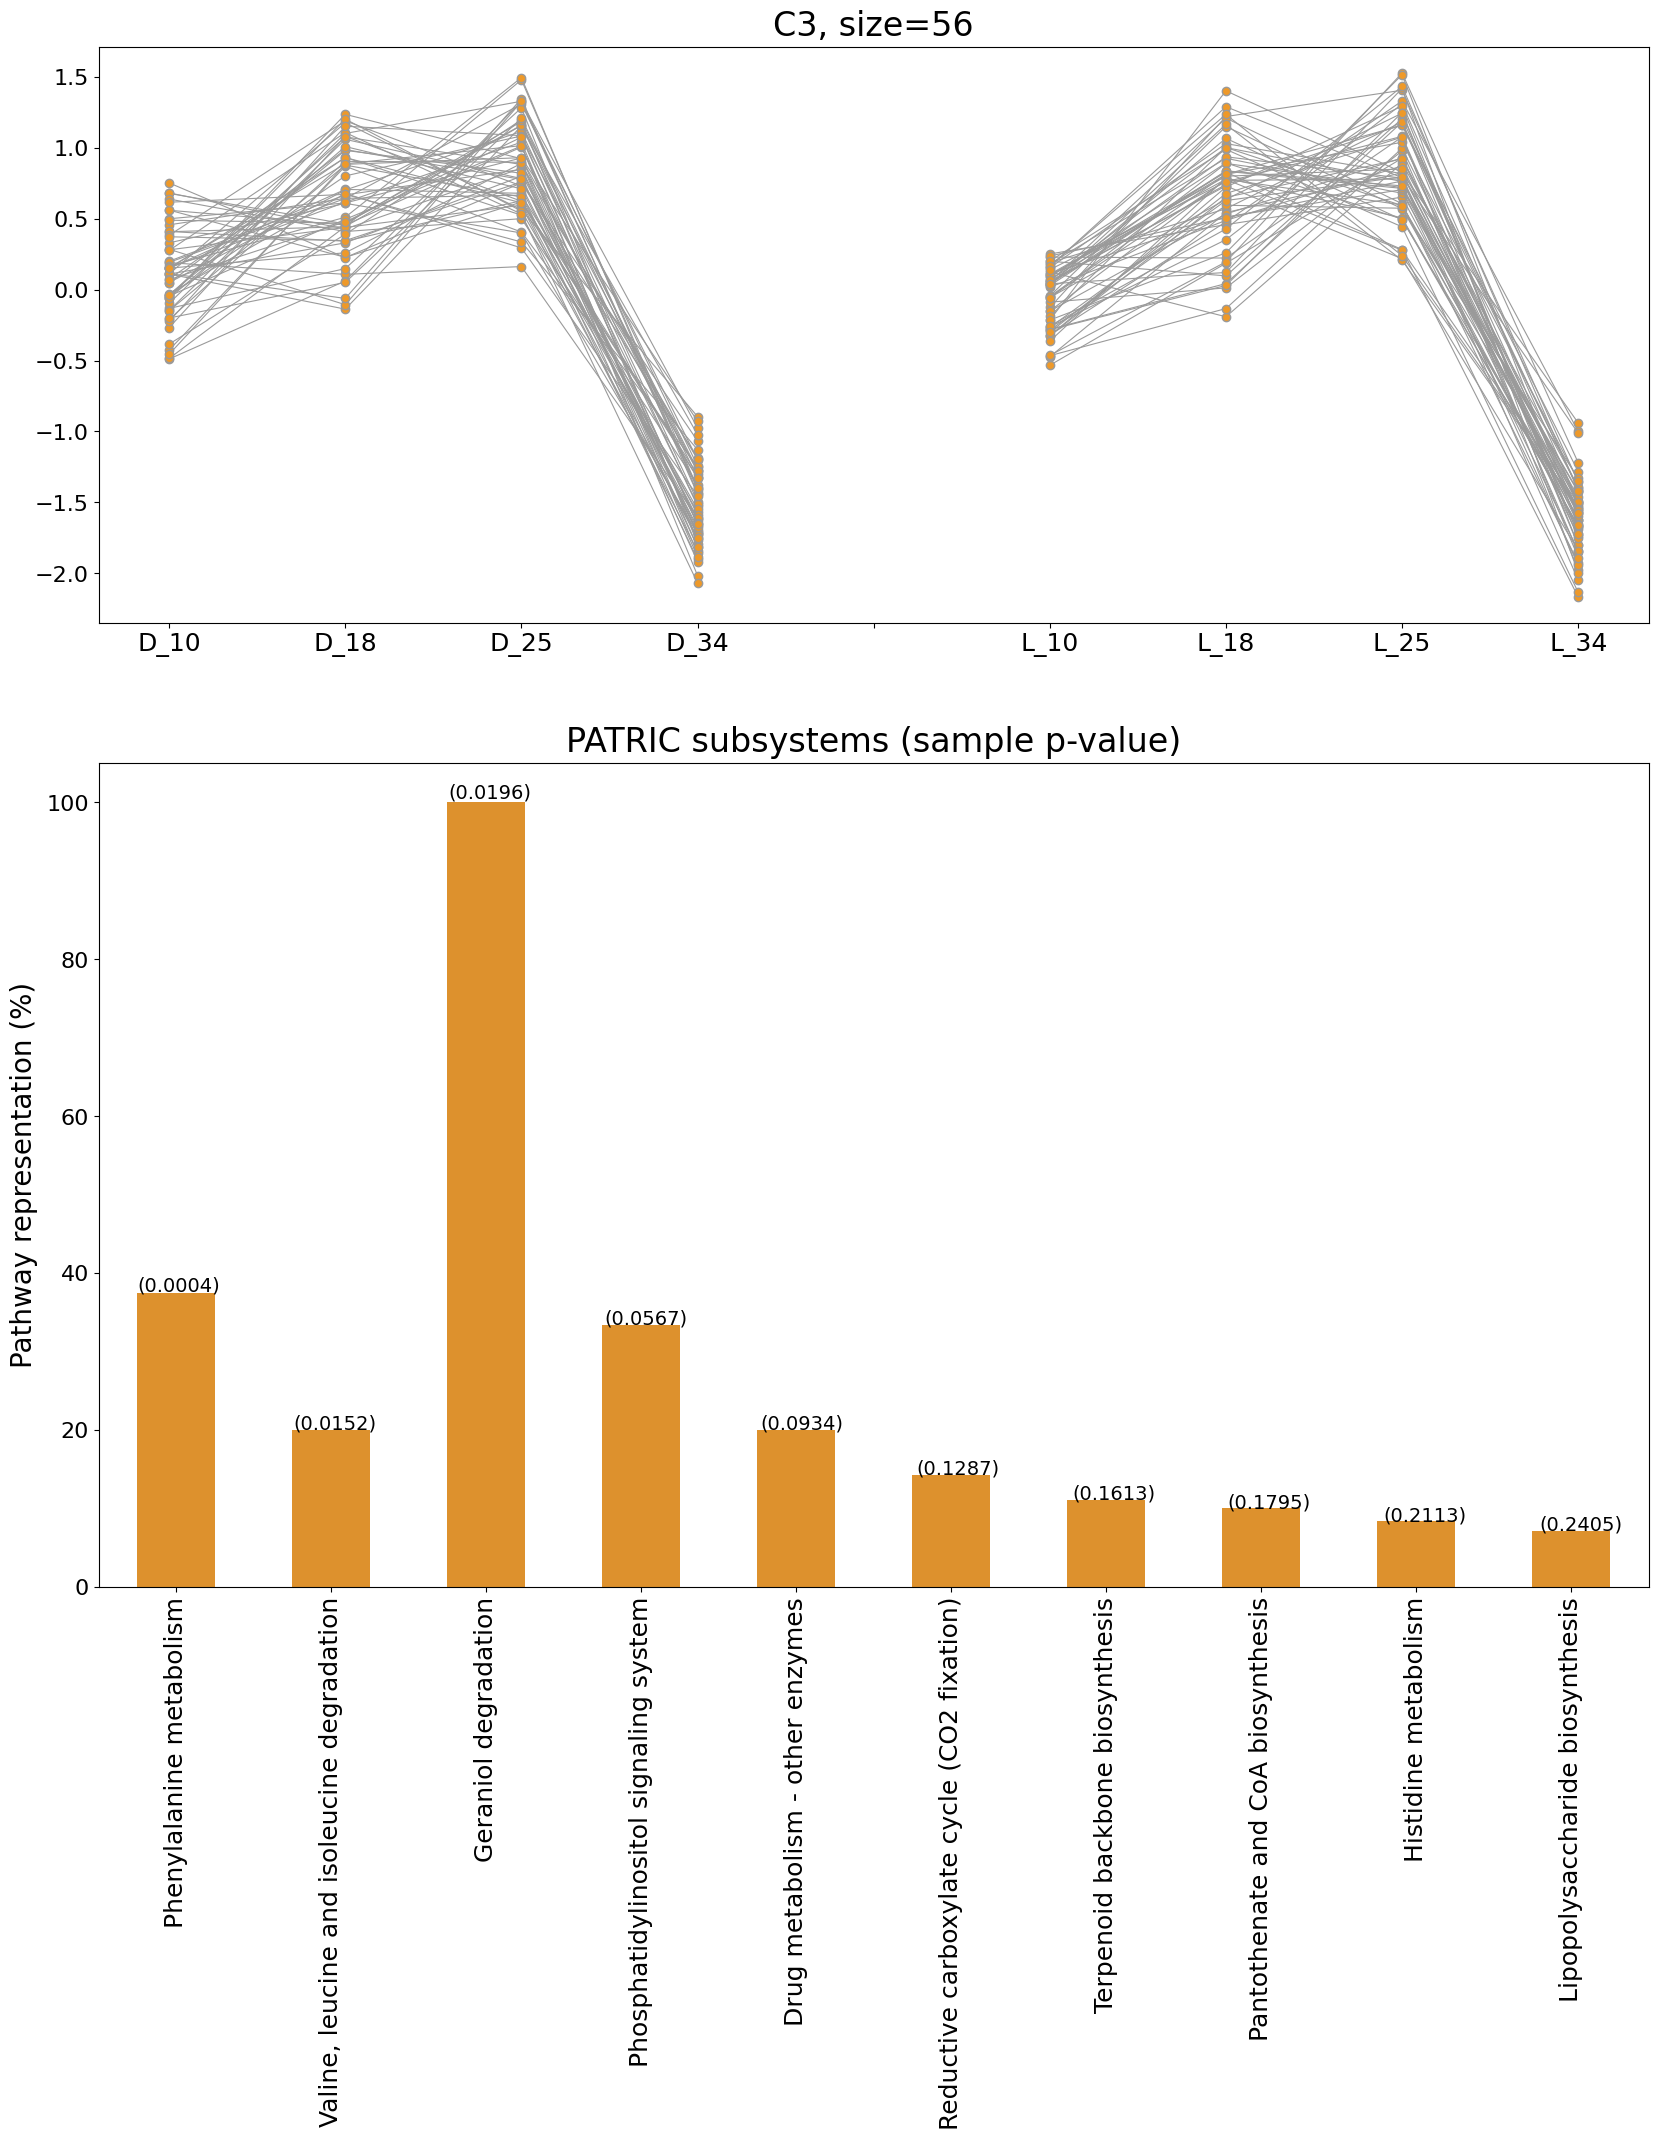 C3, size=56
1.5
1.0
0.5
0.0
−0.5
−1.0
−1.5
−2.0
D_10 D_18 D_25 D_34 L_10 L_18 L_25 L_34
PATRIC subsystems (sample p-value)
Pathway representation (%)
100
80
60
40
20
0
(0.0004)
(0.0152)
(0.0196)
(0.0567)
(0.0934)
(0.1287)
(0.1613)
(0.1795)
(0.2113)
(0.2405)
Phenylalanine metabolism
Valine, leucine and isoleucine degradation
Geraniol degradation
Phosphatidylinositol signaling system
Drug metabolism - other enzymes
Reductive carboxylate cycle (CO2 fixation)
Terpenoid backbone biosynthesis
Pantothenate and CoA biosynthesis
Histidine metabolism
Lipopolysaccharide biosynthesis